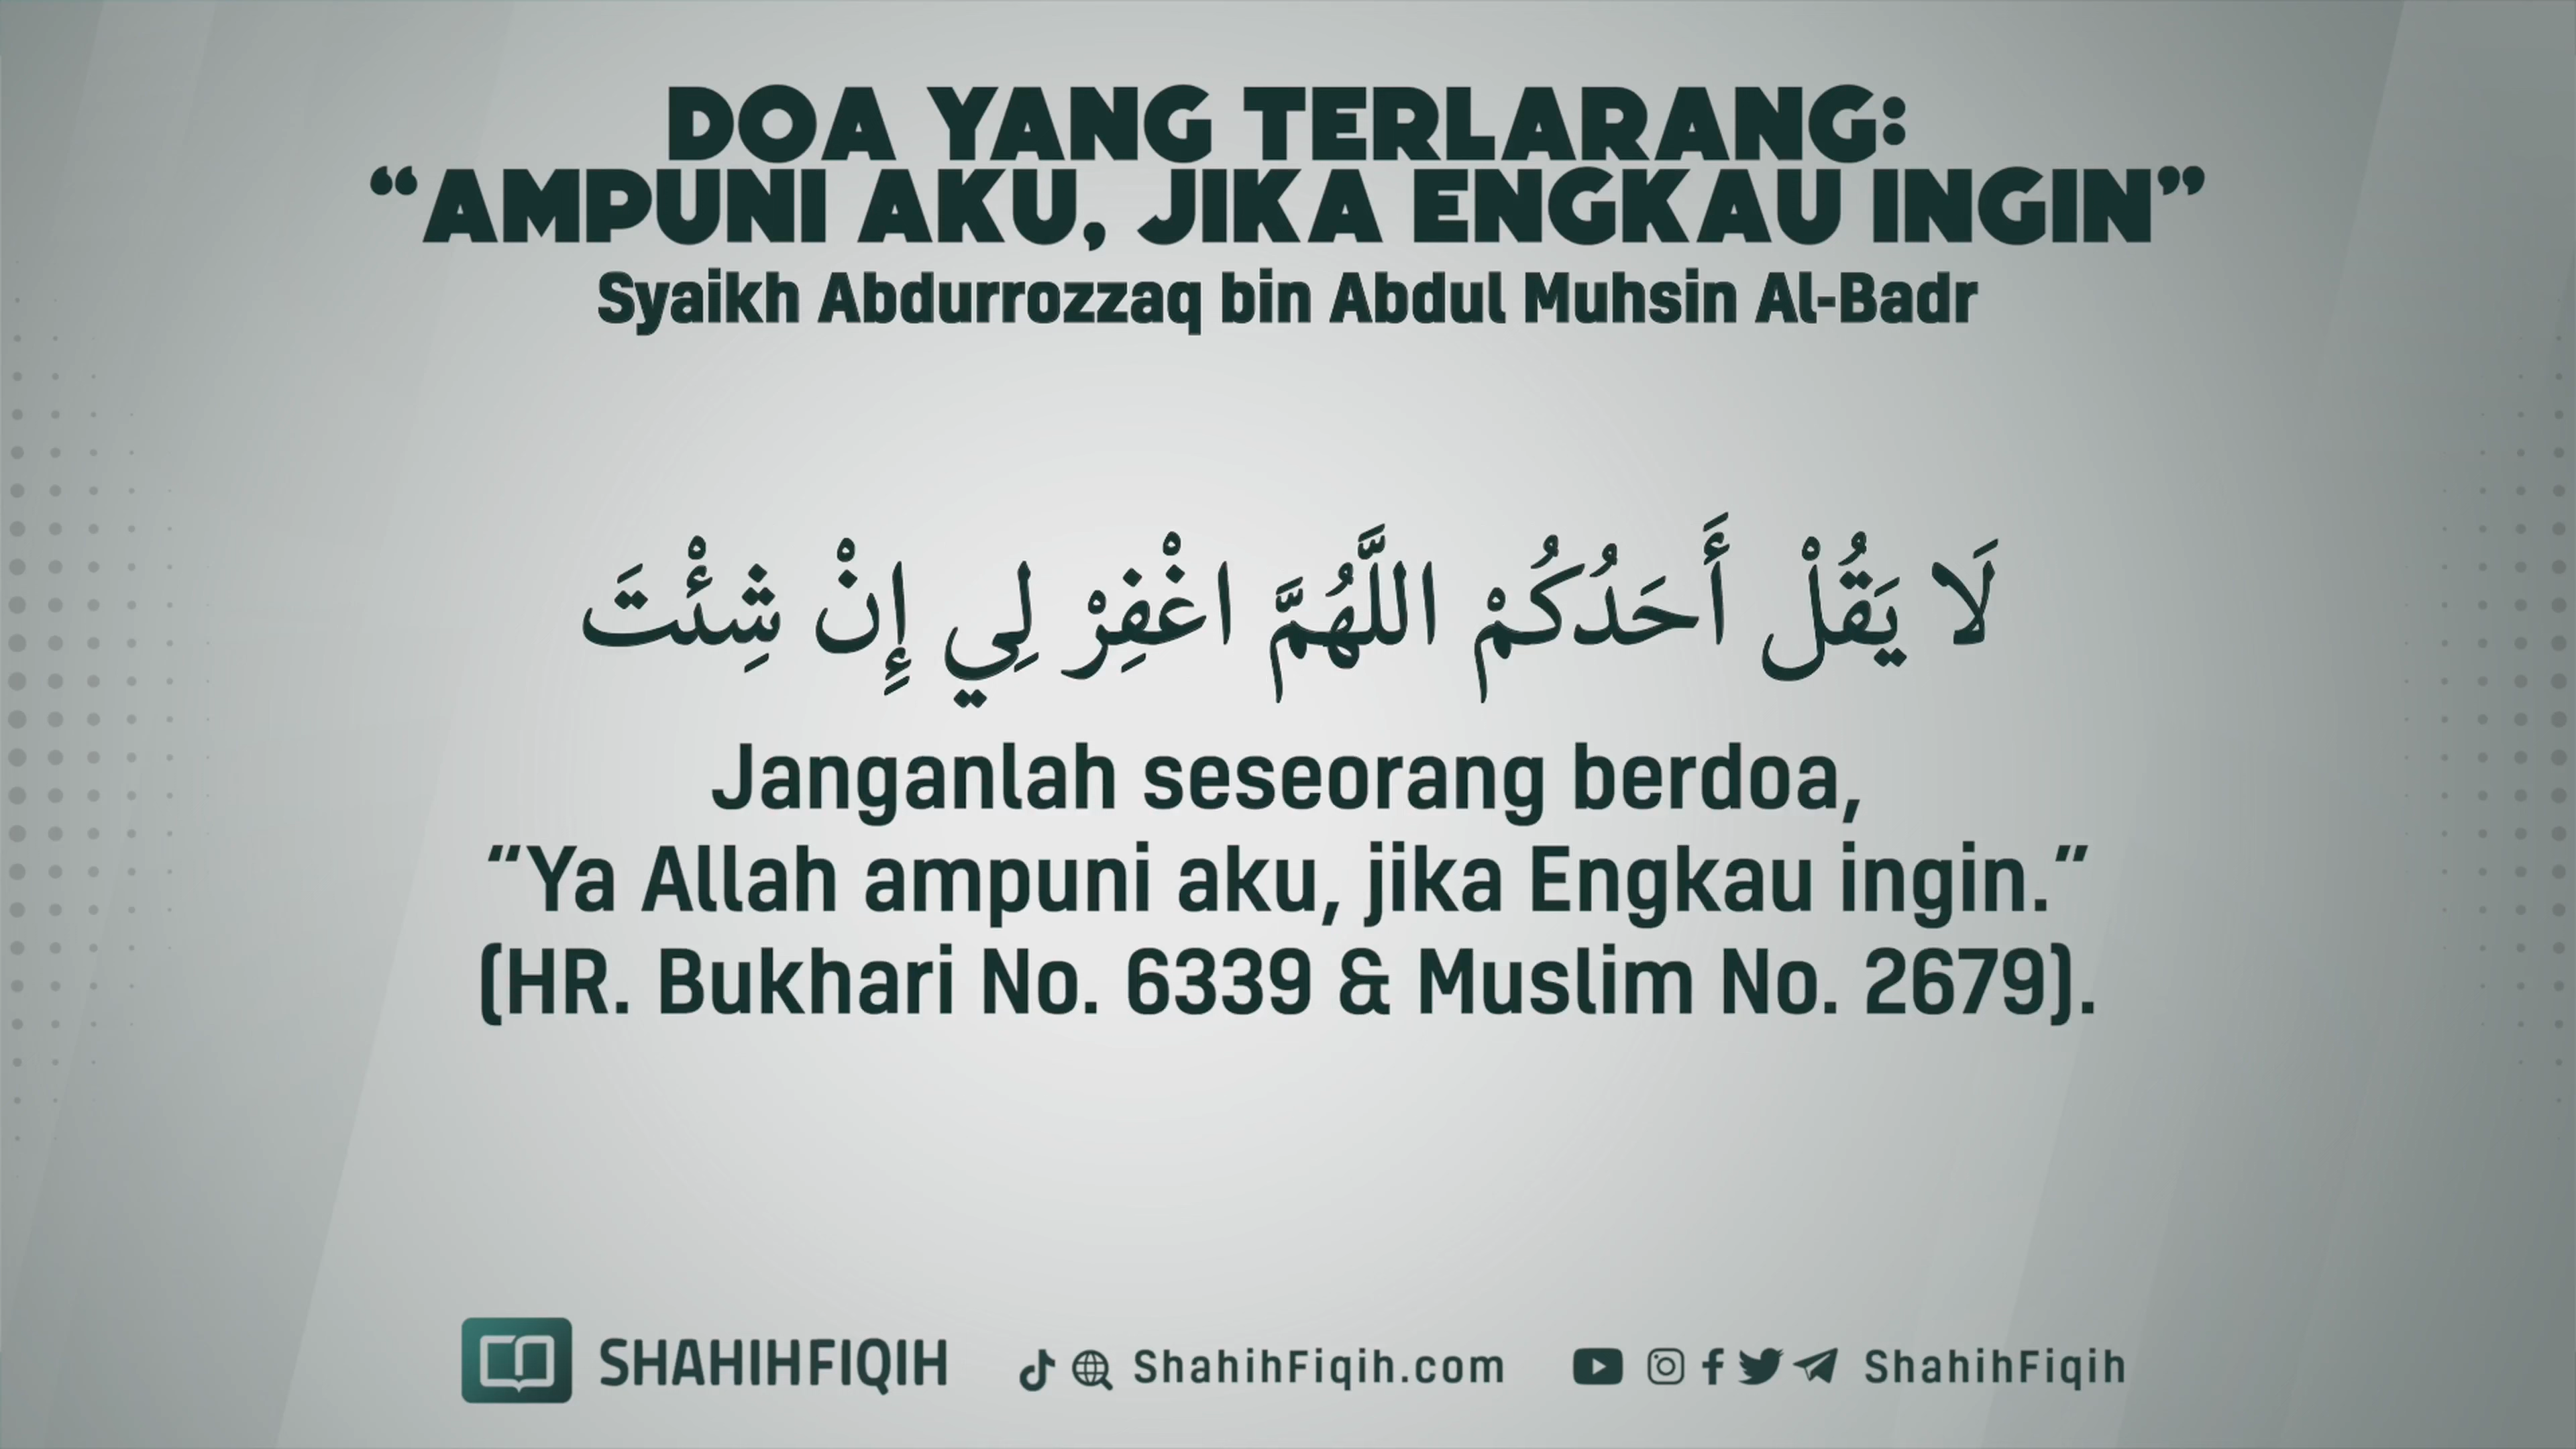 DOA YANG TERLARANG:
“AMPUNI AKU, JIKA ENGKAU INGIN”
Syaikh Abdurrozzaq bin Abdul Muhsin Al-Badr
لَا يَقُلْ أَحَدُكُمْ اللَّهُمَّ اغْفِرْ لِي إِنْ شِئْتَ
Janganlah seseorang berdoa,
“Ya Allah ampuni aku, jika Engkau ingin.”
(HR. Bukhari No. 6339 & Muslim No. 2679).
SHAHIHFIQIH ShahihFiqih.com ShahihFiqih